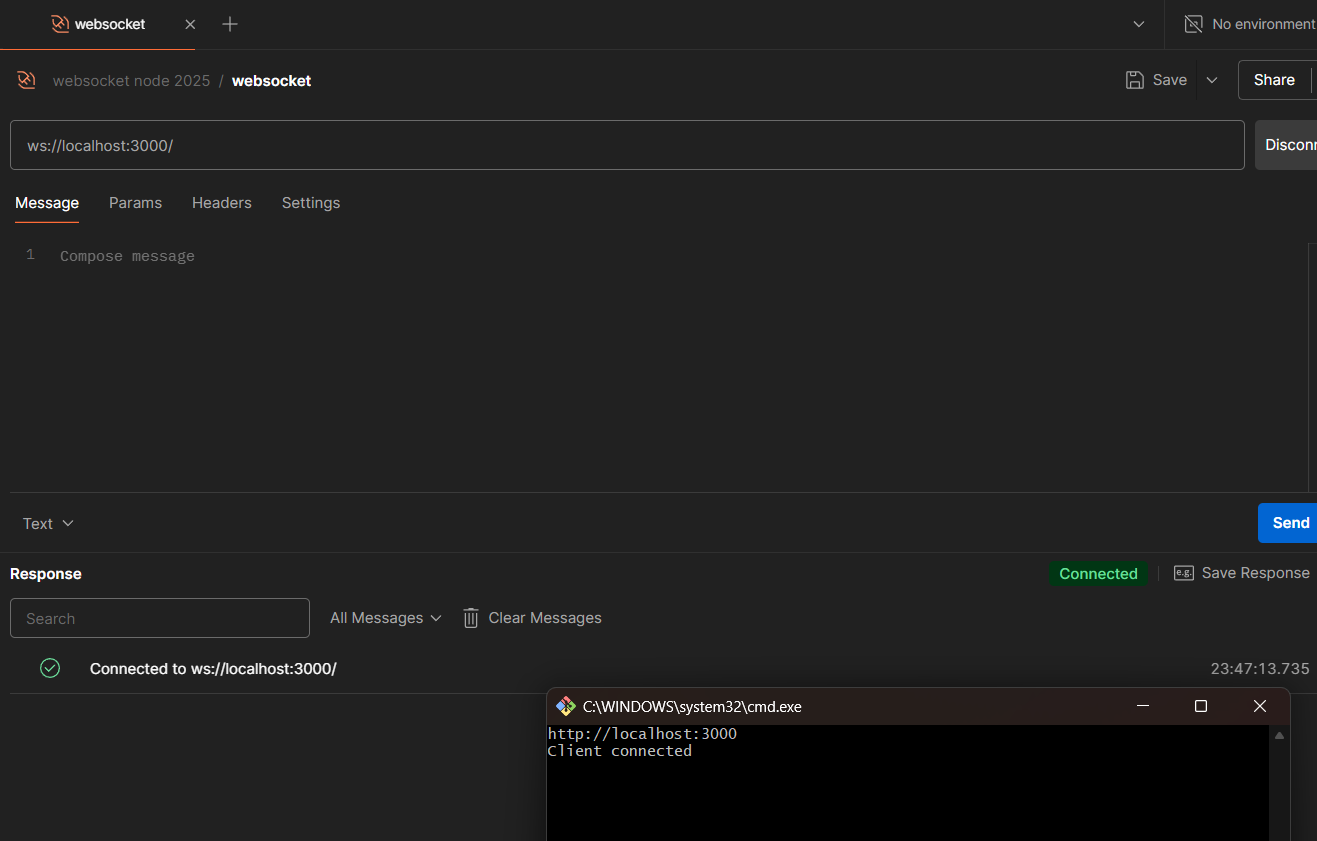 websocket
No environment
websocket node 2025 / websocket
Save
Share
ws://localhost:3000/
Disconn
Message Params Headers Settings
1 Compose message
Text
Send
Response
Connected
e.g. Save Response
Search
All Messages
Clear Messages
Connected to ws://localhost:3000/
23:47:13.735
C:\WINDOWS\system32\cmd.exe
http://localhost:3000
Client connected